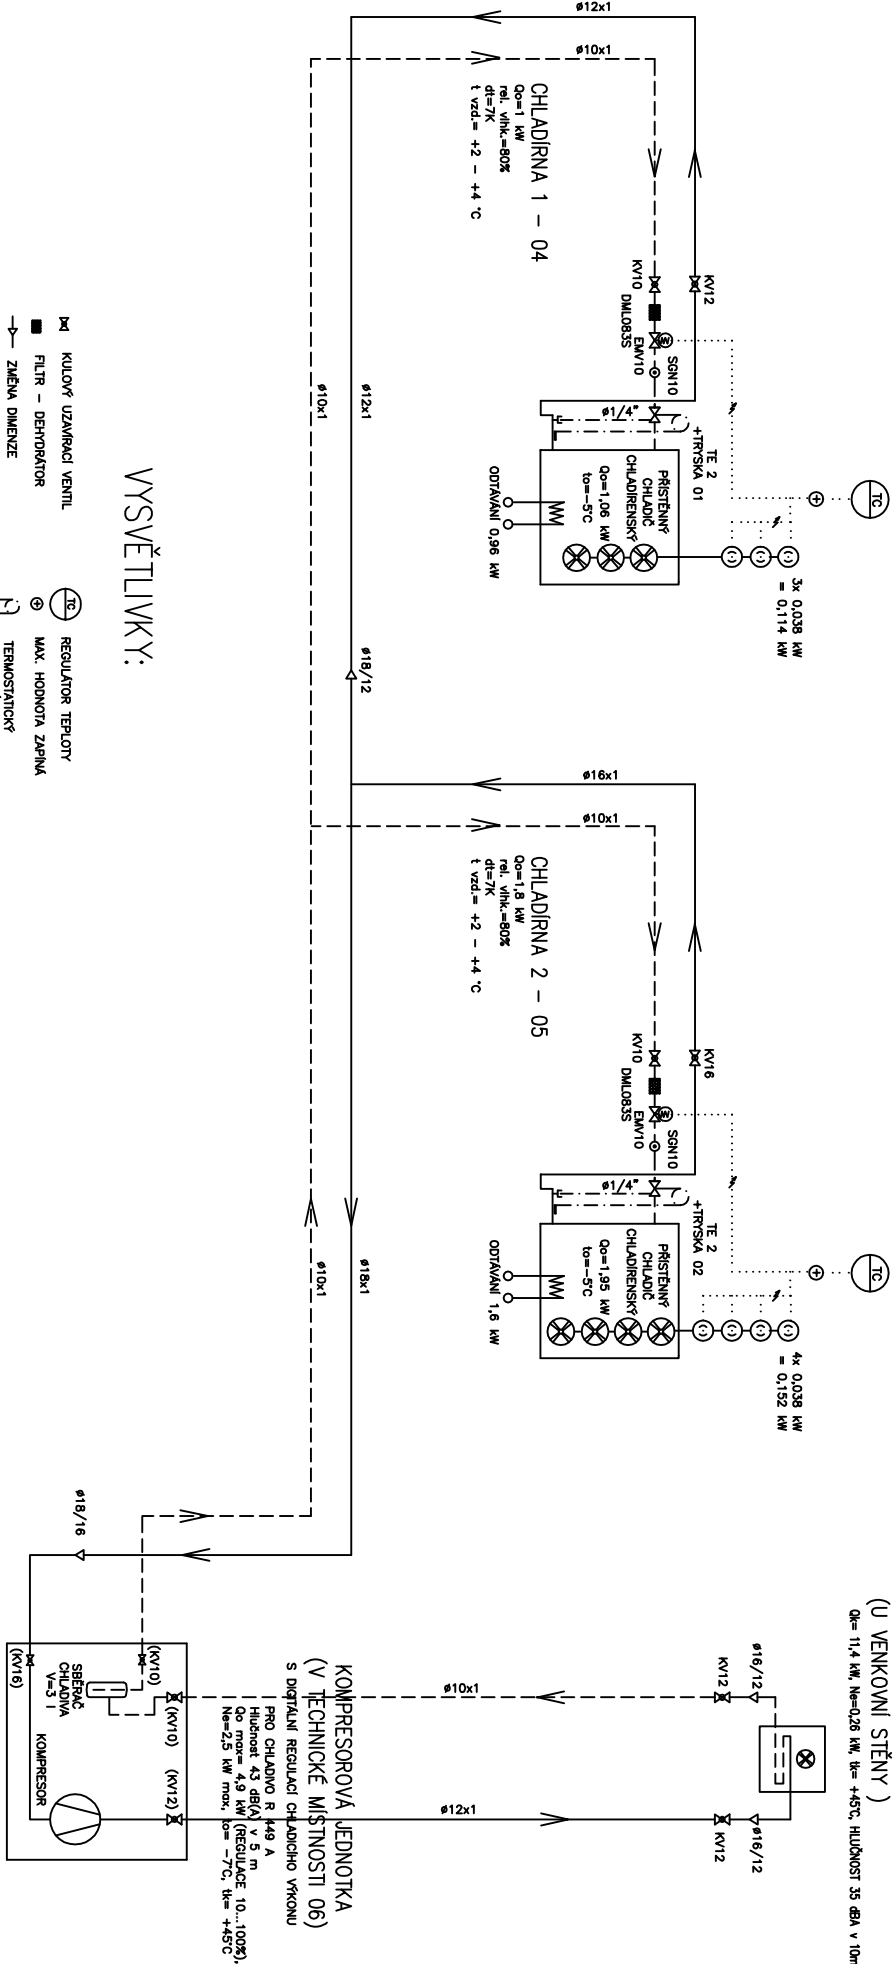 CHLADÍRNA 1 - 04
Qo=1 kW
rel. vlhk.=80%
dt=7K
t vzd.= +2 - +4 °C
ø12x1
ø10x1
KV12
KV10
DML083S
EMV10
SGN10
ø1/4"
TE 2
+TRYSKA 01
TC
3x 0,038 kW
= 0,114 kW
PŘÍSTĚNNÝ
CHLADIČ
CHLADÍRENSKÝ
Qo=1,06 kW
to=-5°C
ODTÁVÁNÍ 0,96 kW
ø12x1
ø10x1
ø18/12
CHLADÍRNA 2 - 05
Qo=1,8 kW
rel. vlhk.=80%
dt=7K
t vzd.= +2 - +4 °C
ø16x1
ø10x1
KV16
KV10
DML083S
EMV10
SGN10
ø1/4"
TE 2
+TRYSKA 02
TC
4x 0,038 kW
= 0,152 kW
PŘÍSTĚNNÝ
CHLADIČ
CHLADÍRENSKÝ
Qo=1,95 kW
to=-5°C
ODTÁVÁNÍ 1,6 kW
ø18x1
ø10x1
ø18/16
(U VENKOVNÍ STĚNY )
Qk= 11,4 kW, Ne=0,26 kW, tk= +45°C, HLUČNOST 35 dBA v 10m
ø16/12
KV12
ø16/12
KV12
ø10x1
ø12x1
KOMPRESOROVÁ JEDNOTKA
(V TECHNICKÉ MÍSTNOSTI 06)
S DIGITÁLNÍ REGULACÍ CHLADICÍHO VÝKONU
PRO CHLADIVO R 449 A
Hlučnost 43 dB(A) v 5 m
Qo max= 4,9 kW (REGULACE 10...100%),
Ne=2,5 kW max, to= -7°C, tk= +45°C
(KV10)
(KV10)
(KV12)
(KV16)
SBĚRAČ
CHLADIVA
V=3 l
KOMPRESOR
VYSVĚTLIVKY:
KULOVÝ UZAVÍRACÍ VENTIL
FILTR - DEHYDRÁTOR
ZMĚNA DIMENZE
TC
REGULÁTOR TEPLOTY
MAX. HODNOTA ZAPÍNÁ
TERMOSTATICKÝ